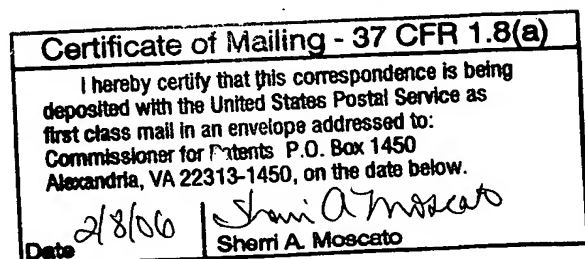 Certificate of Mailing - 37 CFR 1.8(a)
I hereby certify that this correspondence is being
deposited with the United States Postal Service as
first class mail in an envelope addressed to:
Commissioner for Patents P.O. Box 1450
Alexandria, VA 22313-1450, on the date below.
2/8/06 Sherri A Moscato
Date Sherri A. Moscato